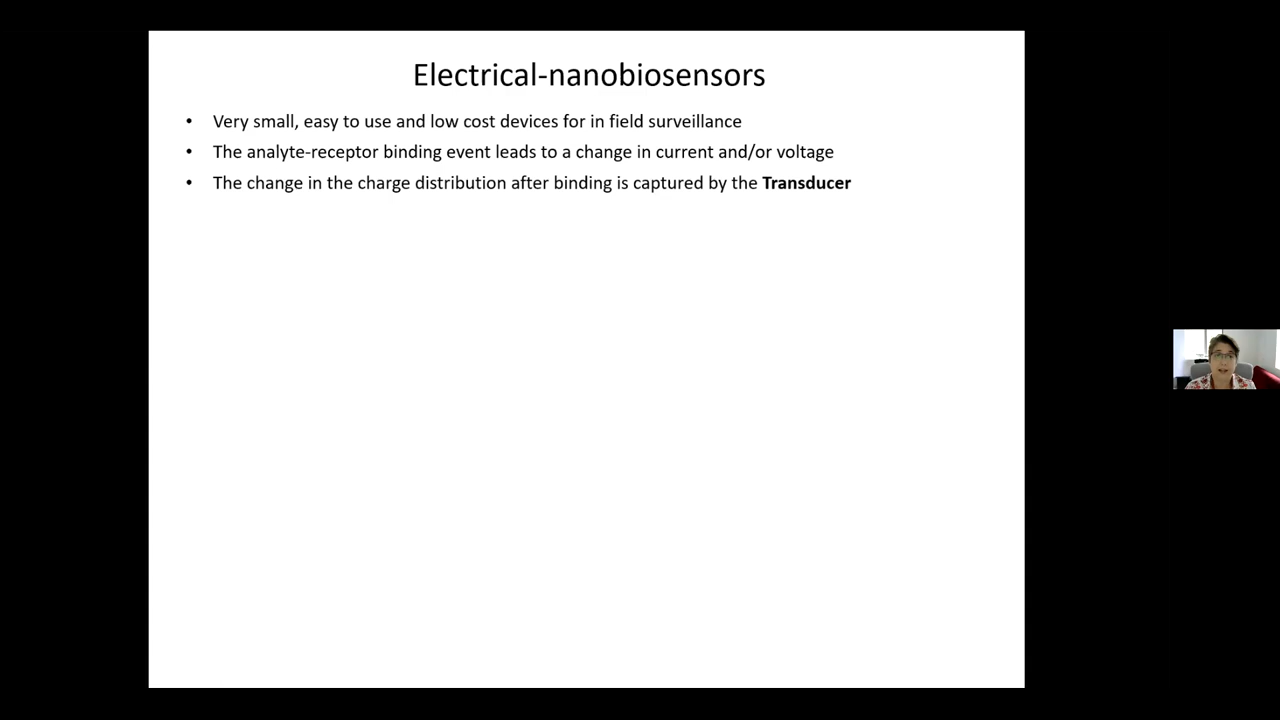 Electrical-nanobiosensors
• Very small, easy to use and low cost devices for in field surveillance
• The analyte-receptor binding event leads to a change in current and/or voltage
• The change in the charge distribution after binding is captured by the Transducer